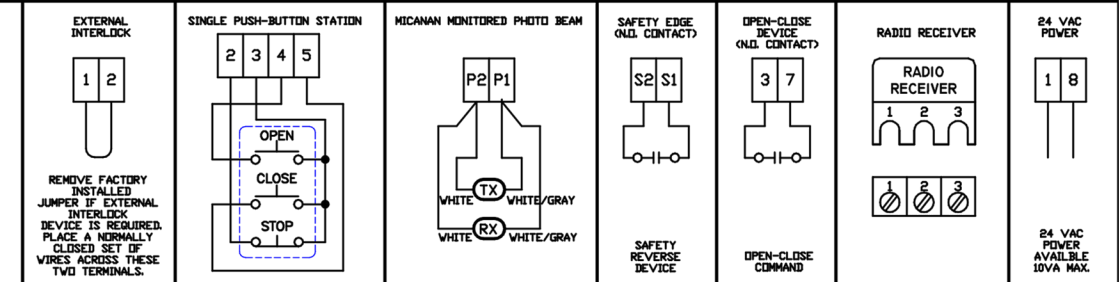 EXTERNAL
INTERLOCK
1 2
REMOVE FACTORY
INSTALLED
JUMPER IF EXTERNAL
INTERLOCK
DEVICE IS REQUIRED.
PLACE A NORMALLY
CLOSED SET OF
WIRES ACROSS THESE
TWO TERMINALS.
SINGLE PUSH-BUTTON STATION
2 3 4 5
OPEN
CLOSE
STOP
MICANAN MONITORED PHOTO BEAM
P2 P1
TX
WHITE WHITE/GRAY
RX
WHITE WHITE/GRAY
SAFETY EDGE
(N.O. CONTACT)
S2 S1
SAFETY
REVERSE
DEVICE
OPEN-CLOSE
DEVICE
(N.O. CONTACT)
3 7
OPEN-CLOSE
COMMAND
RADIO RECEIVER
RADIO
RECEIVER
1 2 3
1 2 3
24 VAC
POWER
1 8
24 VAC
POWER
AVAILBLE
10VA MAX.